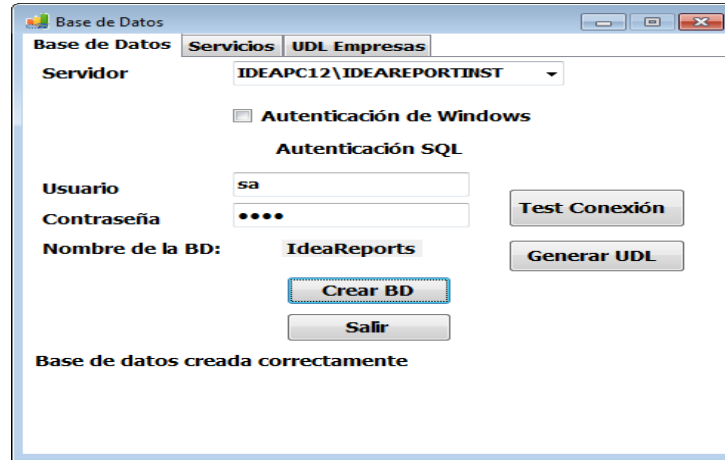 Base de Datos
Base de Datos Servicios UDL Empresas
Servidor IDEAPC12\IDEAREPORTINST
Autenticación de Windows
Autenticación SQL
Usuario sa
Contraseña ••••
Test Conexión
Nombre de la BD: IdeaReports
Generar UDL
Crear BD
Salir
Base de datos creada correctamente